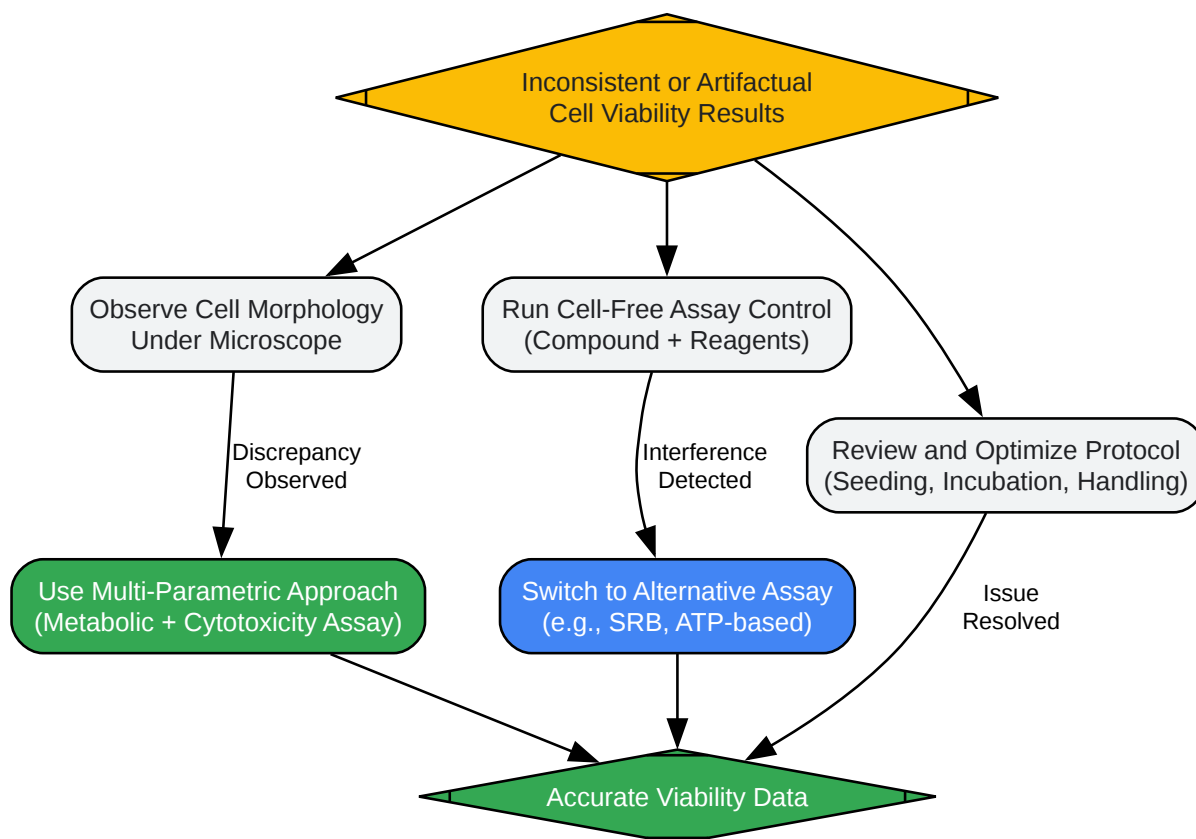 Inconsistent or Artifactual
Cell Viability Results
Observe Cell Morphology
Under Microscope
Run Cell-Free Assay Control
(Compound + Reagents)
Review and Optimize Protocol
(Seeding, Incubation, Handling)
Discrepancy
Observed
Interference
Detected
Issue
Resolved
Use Multi-Parametric Approach
(Metabolic + Cytotoxicity Assay)
Switch to Alternative Assay
(e.g., SRB, ATP-based)
Accurate Viability Data